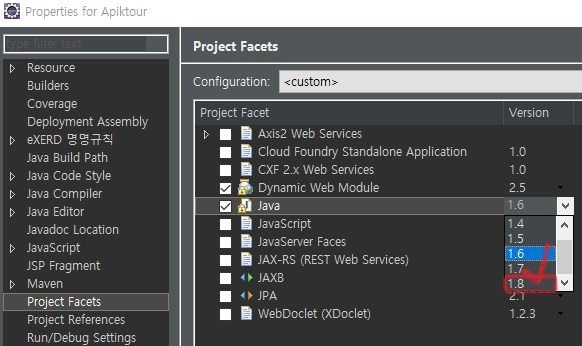 Properties for Apiktour
type filter text
Resource
Builders
Coverage
Deployment Assembly
eXERD 명명규칙
Java Build Path
Java Code Style
Java Compiler
Java Editor
Javadoc Location
JavaScript
JSP Fragment
Maven
Project Facets
Project References
Run/Debug Settings
Project Facets
Configuration: <custom>
Project Facet Version
Axis2 Web Services
Cloud Foundry Standalone Application 1.0
CXF 2.x Web Services 1.0
Dynamic Web Module 2.5
Java 1.6
JavaScript 1.4
JavaServer Faces 1.5
JAX-RS (REST Web Services) 1.6
JAXB 1.7
1.8
JPA 2.1
WebDoclet (XDoclet) 1.2.3